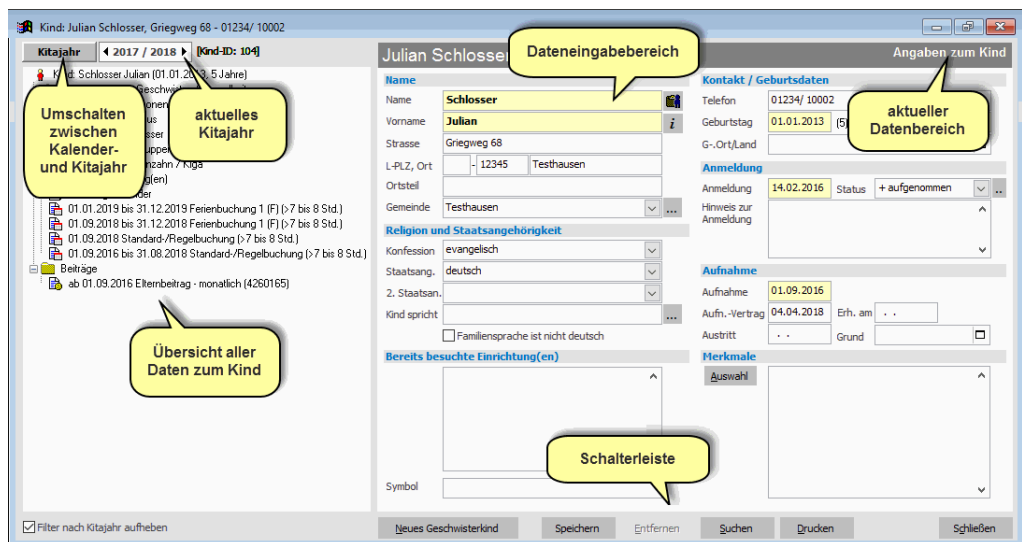 Kind: Julian Schlosser, Griegweg 68 - 01234/ 10002
Kitajahr
2017 / 2018
[Kind-ID: 104]
Kind: Schlosser Julian (01.01.2013, 5 Jahre)
01.01.2019 bis 31.12.2019 Ferienbuchung 1 (F) (>7 bis 8 Std.)
01.09.2018 bis 31.12.2018 Ferienbuchung 1 (F) (>7 bis 8 Std.)
01.09.2018 Standard-/Regelbuchung (>7 bis 8 Std.)
01.09.2016 bis 31.08.2018 Standard-/Regelbuchung (>7 bis 8 Std.)
Beiträge
ab 01.09.2016 Elternbeitrag - monatlich (4260165)
Umschalten
zwischen
Kalender-
und Kitajahr
aktuelles
Kitajahr
Übersicht aller
Daten zum Kind
Filter nach Kitajahr aufheben
Julian Schlosser
Angaben zum Kind
Dateneingabebereich
aktueller
Datenbereich
Name
Name Schlosser
Vorname Julian
i
Strasse Griegweg 68
L-PLZ, Ort - 12345 Testhausen
Ortsteil
Gemeinde Testhausen ...
Religion und Staatsangehörigkeit
Konfession evangelisch
Staatsang. deutsch
2. Staatsan.
Kind spricht ...
Familiensprache ist nicht deutsch
Bereits besuchte Einrichtung(en)
Symbol
Kontakt / Geburtsdaten
Telefon 01234/ 10002
Geburtstag 01.01.2013 (5)
G-.Ort/Land
Anmeldung
Anmeldung 14.02.2016 Status + aufgenommen ..
Hinweis zur
Anmeldung
Aufnahme
Aufnahme 01.09.2016
Aufn.-Vertrag 04.04.2018 Erh. am . .
Austritt . . Grund
Merkmale
Auswahl
Schalterleiste
Neues Geschwisterkind Speichern Entfernen Suchen Drucken Schließen